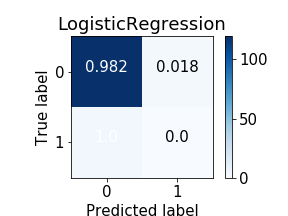 LogisticRegression
0 0.982 0.018
1 1.0 0.0
True label
0 1
Predicted label
100
50
0